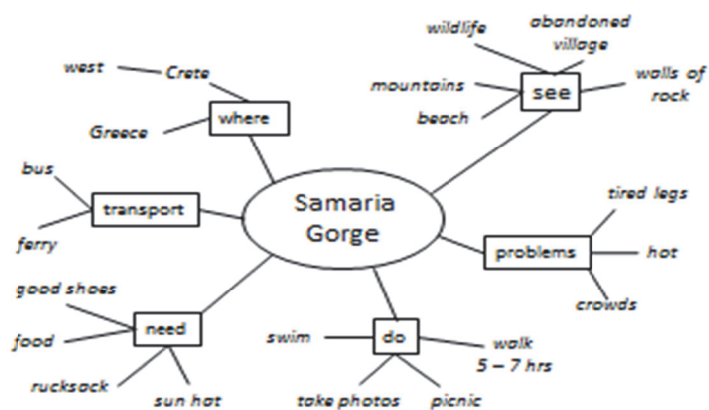 wildlife
abandoned
village
west
Crete
mountains
see
walls of
rock
where
beach
Greece
bus
tired legs
transport
Samaria
Gorge
ferry
problems
hot
good shoes
crowds
need
swim
do
walk
5 – 7 hrs
food
rucksack
sun hat
take photos
picnic